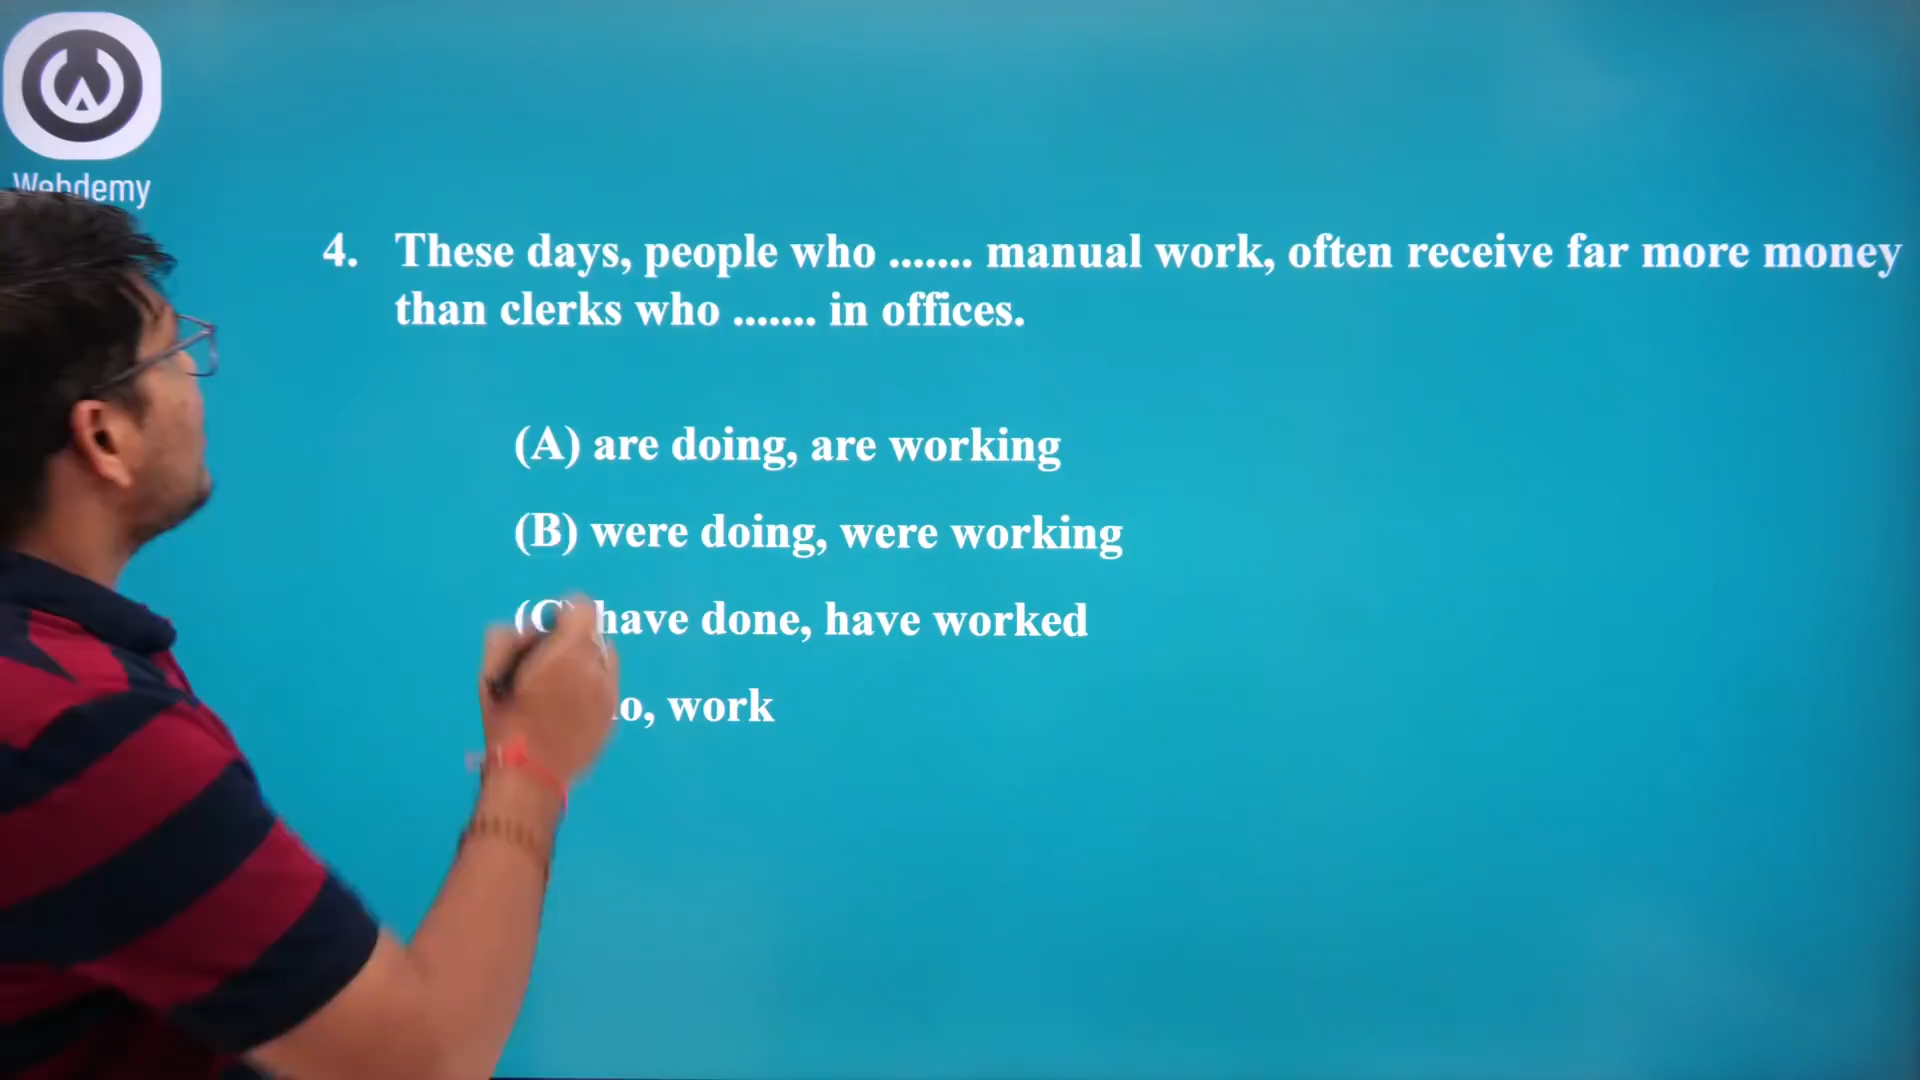 Webdemy
4. These days, people who ....... manual work, often receive far more money
than clerks who ....... in offices.
(A) are doing, are working
(B) were doing, were working
(C) have done, have worked
work